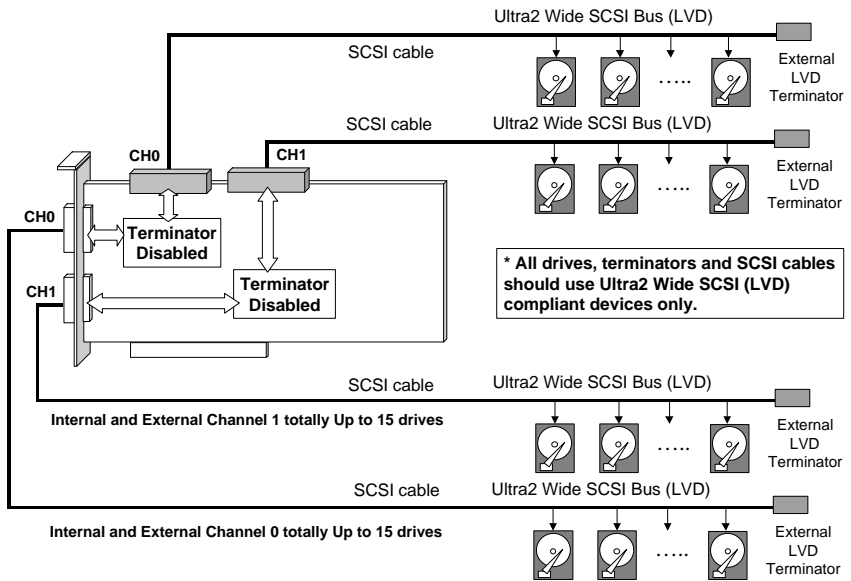 Ultra2 Wide SCSI Bus (LVD)
SCSI cable
External
LVD
Terminator
.....
SCSI cable
Ultra2 Wide SCSI Bus (LVD)
External
LVD
Terminator
.....
CH0
CH1
CH0
Terminator
Disabled
CH1
Terminator
Disabled
* All drives, terminators and SCSI cables
should use Ultra2 Wide SCSI (LVD)
compliant devices only.
SCSI cable
Ultra2 Wide SCSI Bus (LVD)
Internal and External Channel 1 totally Up to 15 drives
External
LVD
Terminator
.....
SCSI cable
Ultra2 Wide SCSI Bus (LVD)
Internal and External Channel 0 totally Up to 15 drives
External
LVD
Terminator
.....